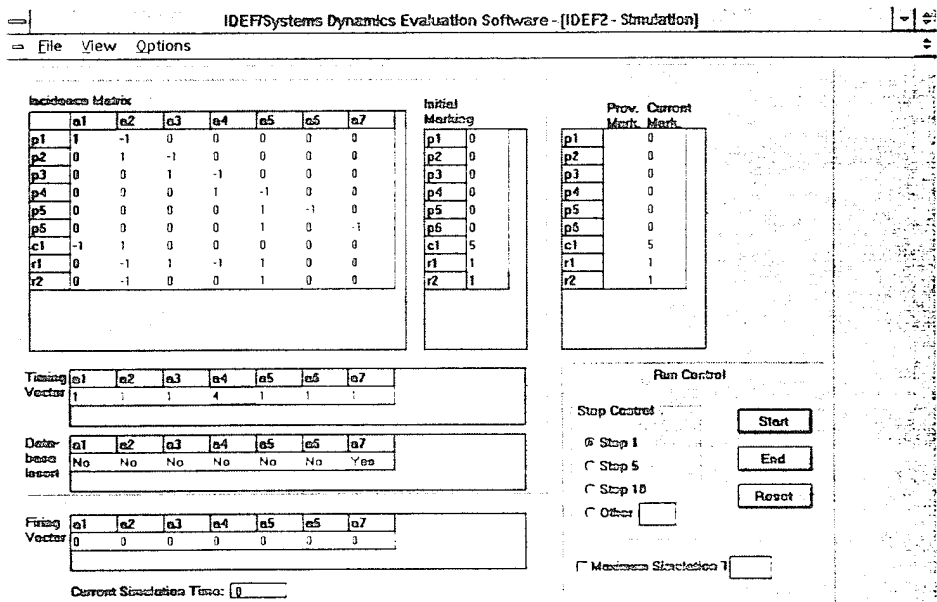 IDEF/Systems Dynamics Evaluation Software - [IDEF2 - Simulation]
File View Options
Incidence Matrix
a1 a2 a3 a4 a5 a6 a7
p1 1 -1 0 0 0 0 0
p2 0 1 -1 0 0 0 0
p3 0 0 1 -1 0 0 0
p4 0 0 0 1 -1 0 0
p5 0 0 0 0 1 -1 0
p6 0 0 0 0 1 0 -1
c1 -1 1 0 0 0 0 0
r1 0 -1 1 -1 1 0 0
r2 0 -1 0 0 1 0 0
Initial
Marking
p1 0
p2 0
p3 0
p4 0
p5 0
p6 0
c1 5
r1 1
r2 1
Prev. Current
Mark. Mark.
p1 0
p2 0
p3 0
p4 0
p5 0
p6 0
c1 5
r1 1
r2 1
Timing
Vector
a1 a2 a3 a4 a5 a6 a7
1 1 1 4 1 1 1
Data-
base
Insert
a1 a2 a3 a4 a5 a6 a7
No No No No No No Yes
Firing
Vector
a1 a2 a3 a4 a5 a6 a7
0 0 0 0 0 0 0
Current Simulation Time: 0
Run Control
Stop Control
Stop 1
Stop 5
Stop 10
Other
Start
End
Reset
Maximum Simulation T